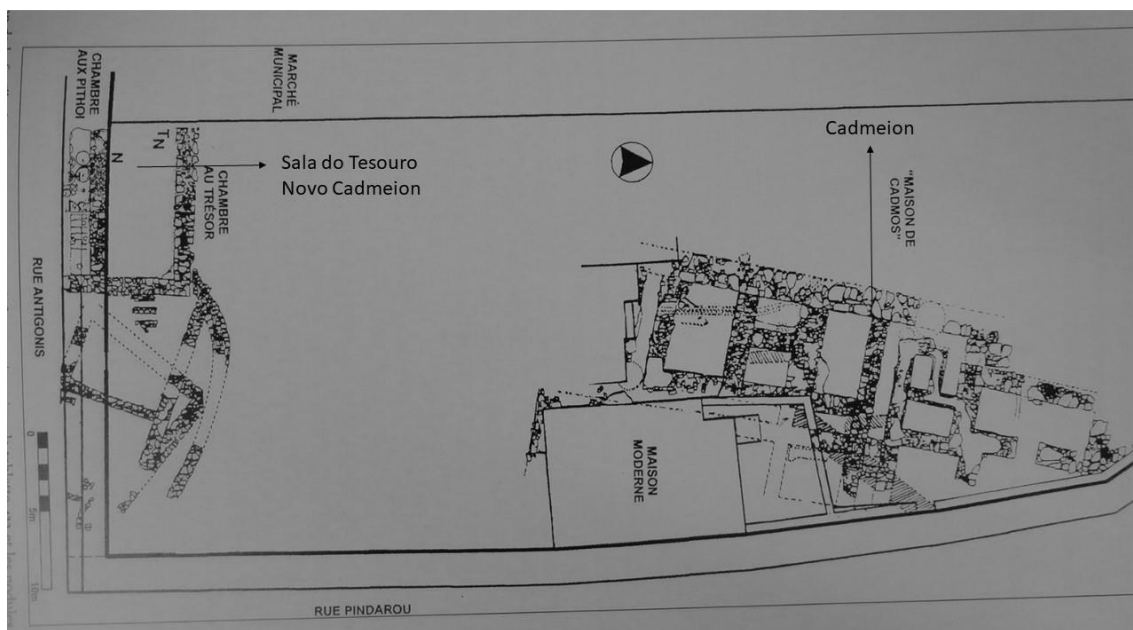 CHAMBRE
AUX PITHOI
MARCHÉ
MUNICIPAL
TN
N
Sala do Tesouro
Novo Cadmeion
CHAMBRE
AU TRÉSOR
Cadmeion
"MAISON DE
CADMOS"
RUE ANTIGONIS
MAISON
MODERNE
0
5m
10m
RUE PINDAROU